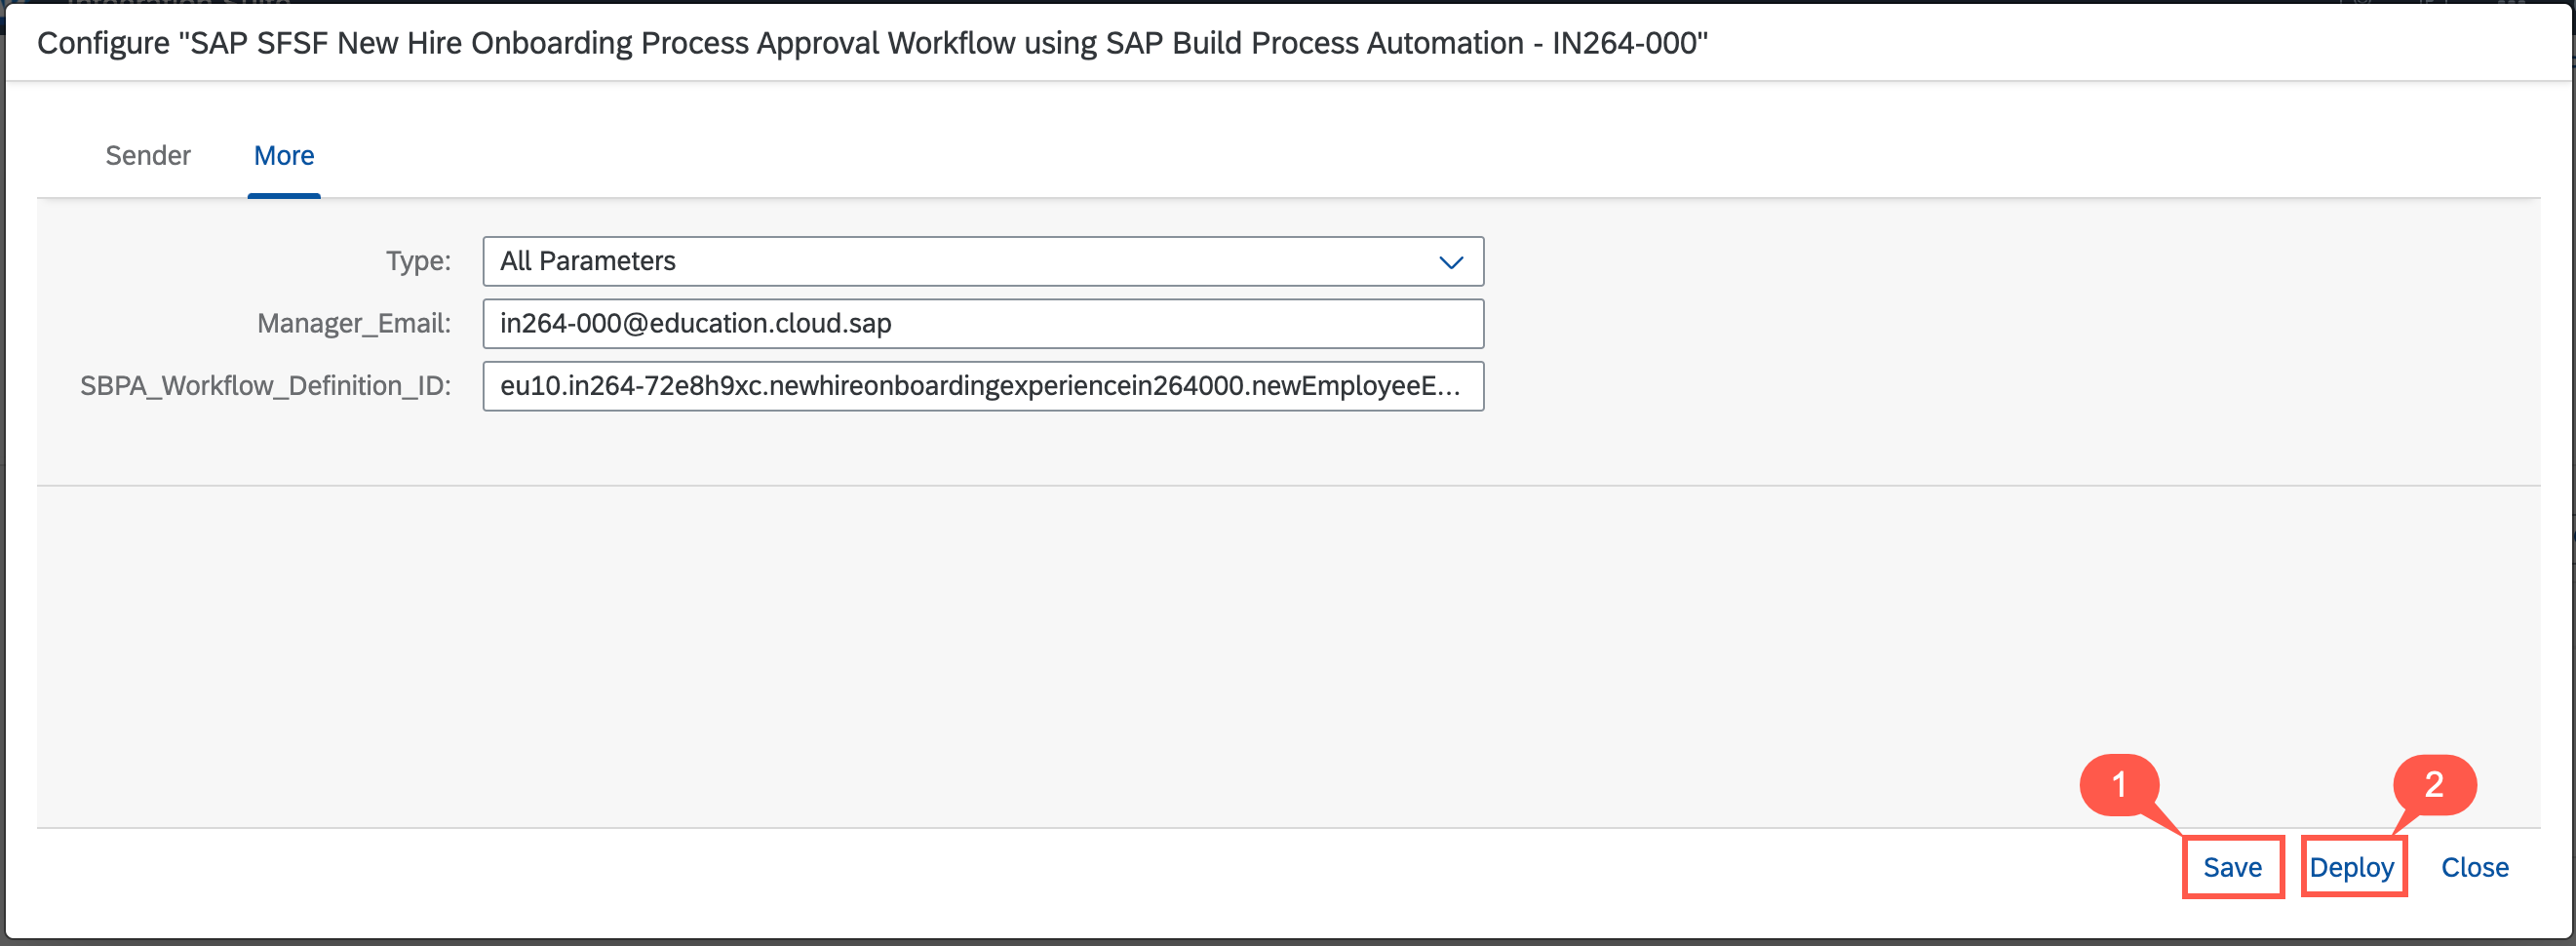 Integration Suite
Configure "SAP SFSF New Hire Onboarding Process Approval Workflow using SAP Build Process Automation - IN264-000"
Sender More
Type: All Parameters
Manager_Email: in264-000@education.cloud.sap
SBPA_Workflow_Definition_ID: eu10.in264-72e8h9xc.newhireonboardingexperiencein264000.newEmployeeE...
1 2
Save Deploy Close